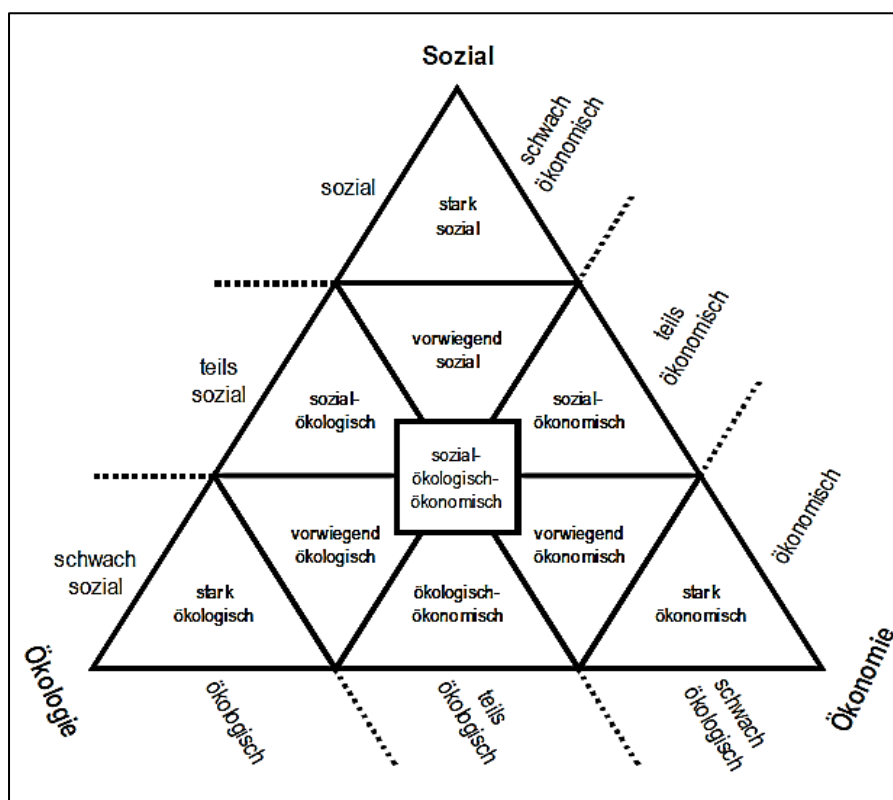 Sozial
schwach
ökonomisch
sozial
stark
sozial
teils
ökonomisch
vorwiegend
sozial
teils
sozial
sozial-
ökologisch
sozial-
ökonomisch
sozial-
ökologisch-
ökonomisch
ökonomisch
schwach
sozial
vorwiegend
ökologisch
vorwiegend
ökonomisch
stark
ökologisch
ökologisch-
ökonomisch
stark
ökonomisch
Ökologie
ökologisch
teils
ökologisch
schwach
ökologisch
Ökonomie